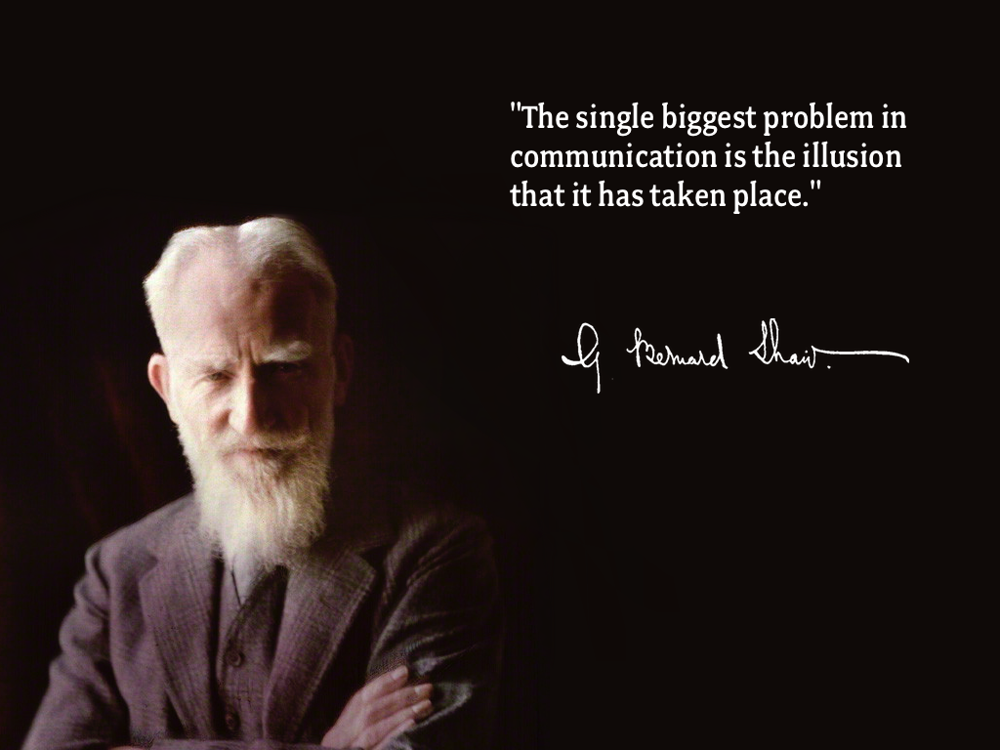 "The single biggest problem in
communication is the illusion
that it has taken place."
G. Bernard Shaw.